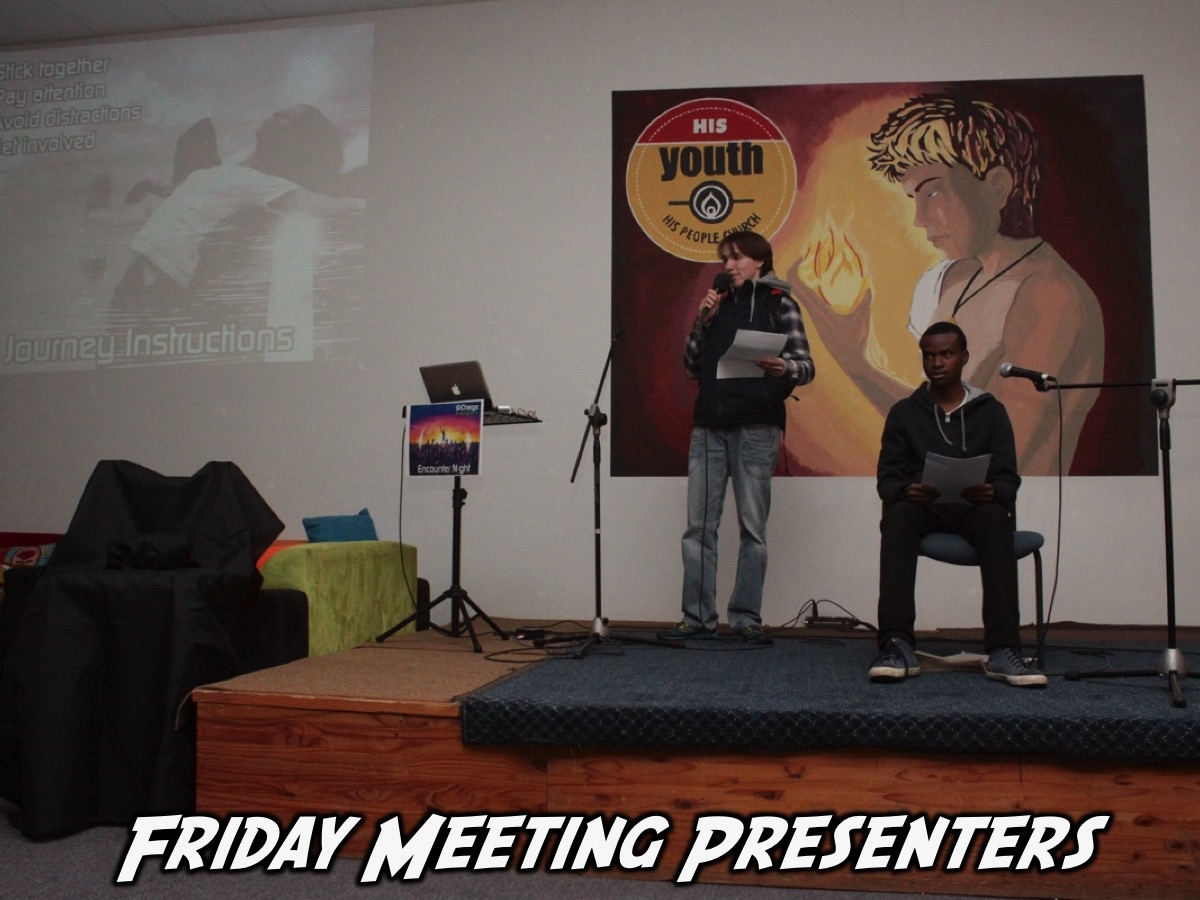 Stick together
Pay attention
Avoid distractions
Get involved
Journey Instructions
HIS
youth
HIS PEOPLE CHURCH
Encounter Night
FRIDAY MEETING PRESENTERS